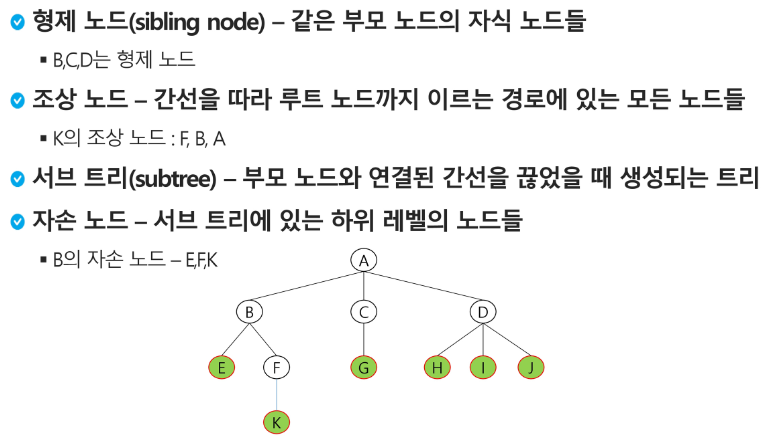 형제 노드(sibling node) – 같은 부모 노드의 자식 노드들
B,C,D는 형제 노드
조상 노드 – 간선을 따라 루트 노드까지 이르는 경로에 있는 모든 노드들
K의 조상 노드 : F, B, A
서브 트리(subtree) – 부모 노드와 연결된 간선을 끊었을 때 생성되는 트리
자손 노드 – 서브 트리에 있는 하위 레벨의 노드들
B의 자손 노드 – E,F,K
A
B C D
E F G H I J
K